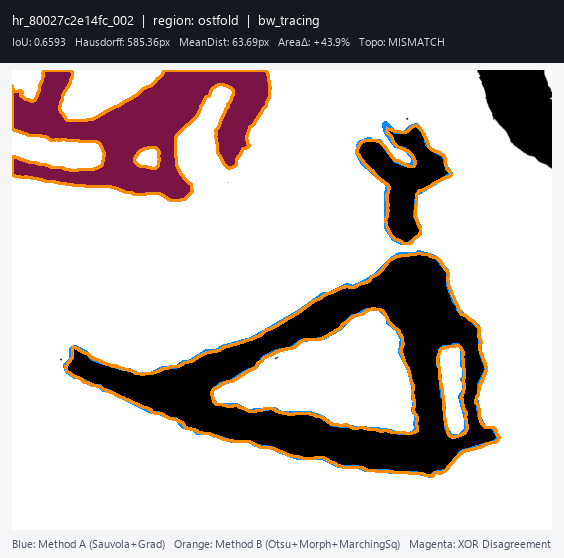 hr_80027c2e14fc_002 | region: ostfold | bw_tracing
IoU: 0.6593 Hausdorff: 585.36px MeanDist: 63.69px AreaΔ: +43.9% Topo: MISMATCH
Blue: Method A (Sauvola+Grad) Orange: Method B (Otsu+Morph+MarchingSq) Magenta: XOR Disagreement